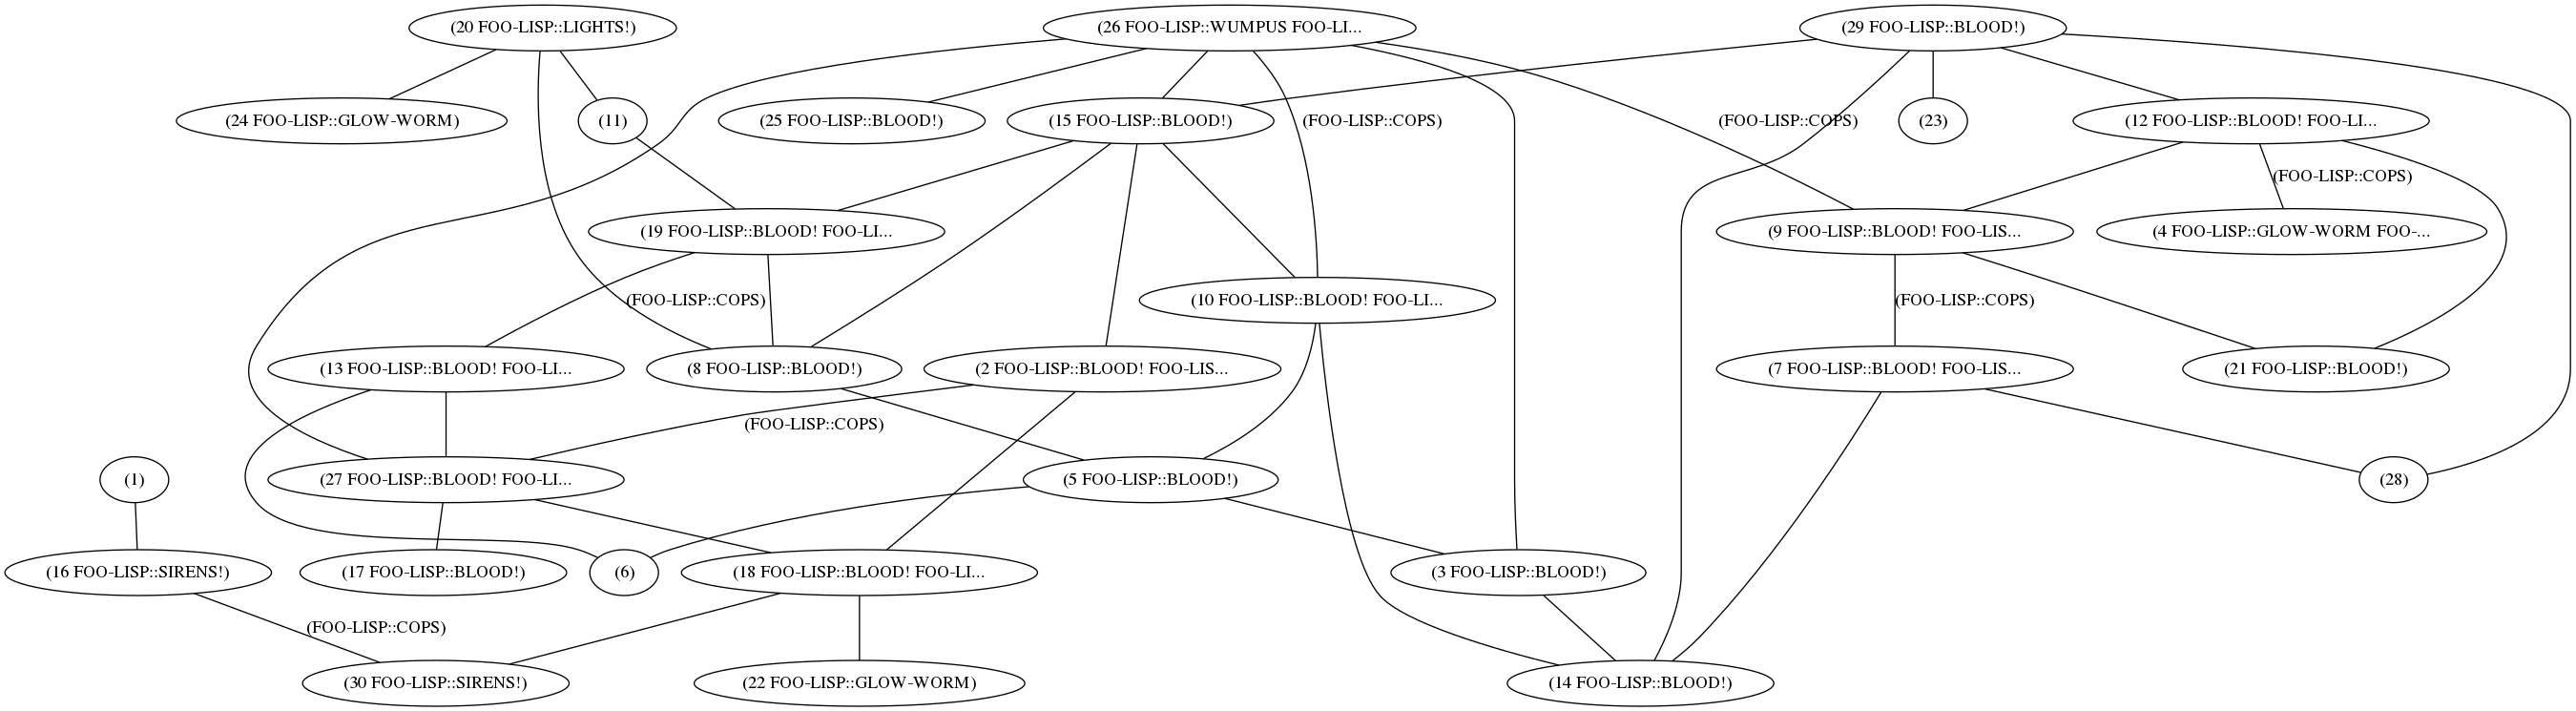 (20 FOO-LISP::LIGHTS!)
(26 FOO-LISP::WUMPUS FOO-LI...
(29 FOO-LISP::BLOOD!)
(24 FOO-LISP::GLOW-WORM)
(11)
(25 FOO-LISP::BLOOD!)
(15 FOO-LISP::BLOOD!)
(FOO-LISP::COPS)
(FOO-LISP::COPS)
(23)
(12 FOO-LISP::BLOOD! FOO-LI...
(FOO-LISP::COPS)
(19 FOO-LISP::BLOOD! FOO-LI...
(9 FOO-LISP::BLOOD! FOO-LIS...
(4 FOO-LISP::GLOW-WORM FOO-...
(FOO-LISP::COPS)
(10 FOO-LISP::BLOOD! FOO-LI...
(FOO-LISP::COPS)
(13 FOO-LISP::BLOOD! FOO-LI...
(8 FOO-LISP::BLOOD!)
(2 FOO-LISP::BLOOD! FOO-LIS...
(7 FOO-LISP::BLOOD! FOO-LIS...
(21 FOO-LISP::BLOOD!)
(FOO-LISP::COPS)
(1)
(27 FOO-LISP::BLOOD! FOO-LI...
(5 FOO-LISP::BLOOD!)
(28)
(16 FOO-LISP::SIRENS!)
(17 FOO-LISP::BLOOD!)
(6)
(18 FOO-LISP::BLOOD! FOO-LI...
(3 FOO-LISP::BLOOD!)
(FOO-LISP::COPS)
(30 FOO-LISP::SIRENS!)
(22 FOO-LISP::GLOW-WORM)
(14 FOO-LISP::BLOOD!)